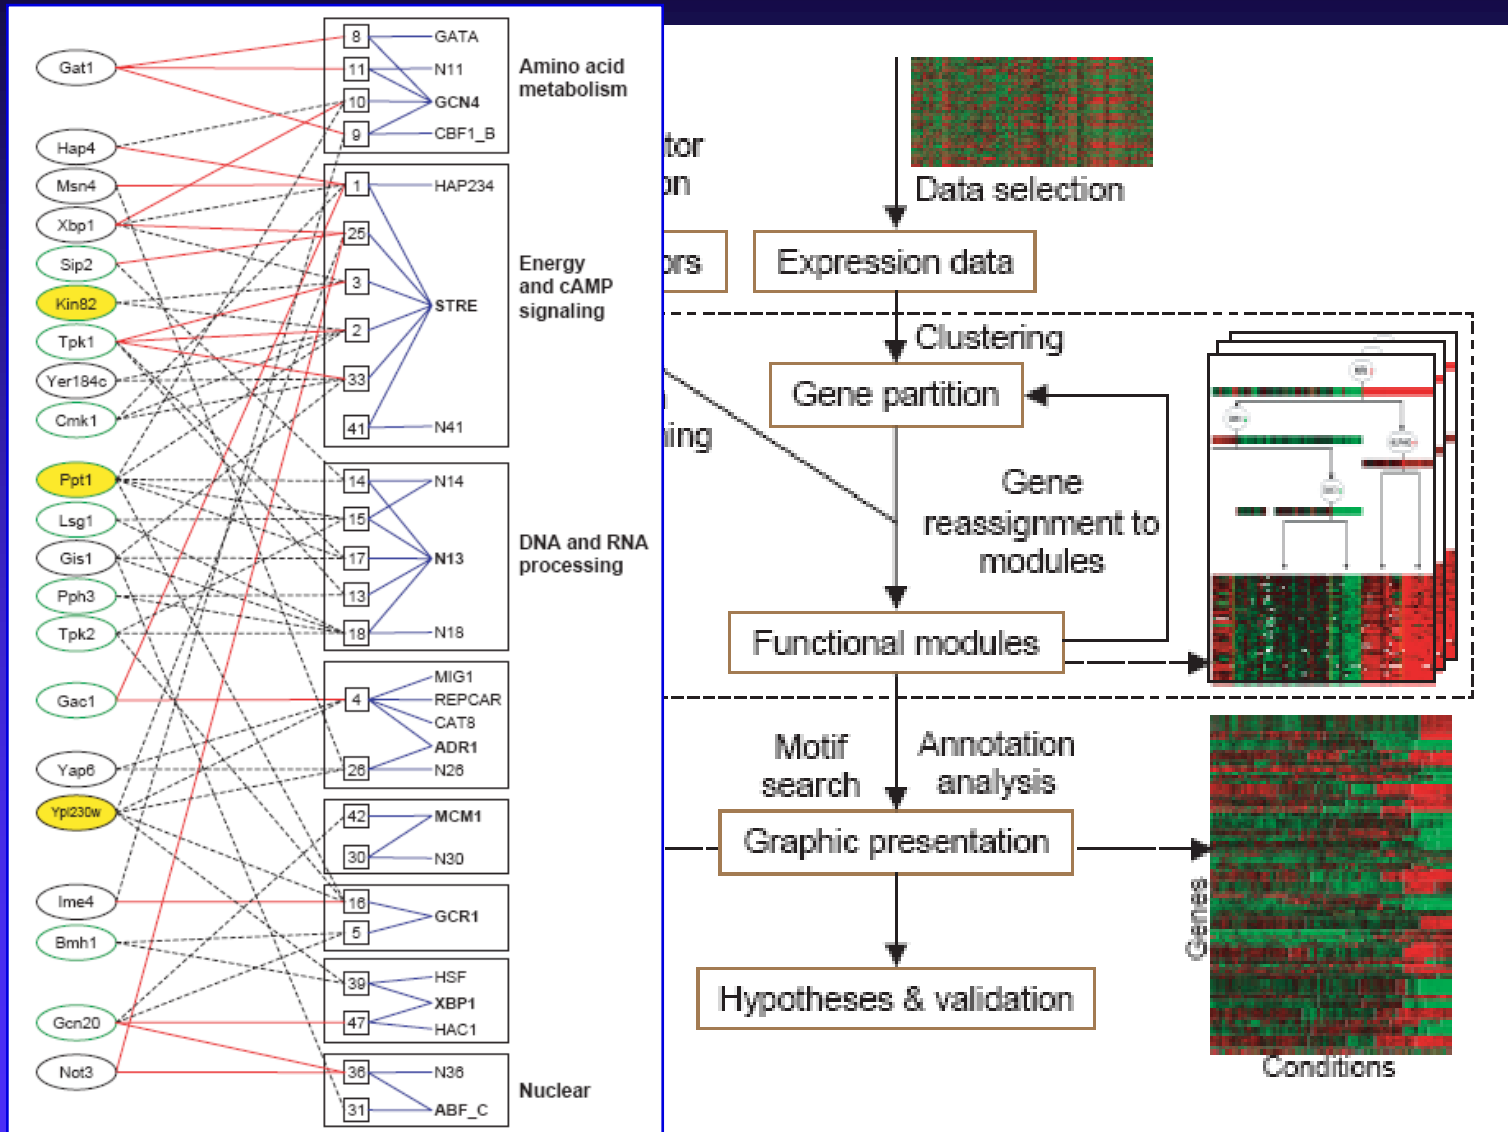 Gat1
Hap4
Msn4
Xbp1
Sip2
Kin82
Tpk1
Yer184c
Cmk1
Ppt1
Lsg1
Gis1
Pph3
Tpk2
Gac1
Yap6
Ypl230w
Ime4
Bmh1
Gcn20
Not3
8
11
10
9
GATA
N11
GCN4
CBF1_B
Amino acid
metabolism
1
25
3
2
33
41
HAP234
STRE
N41
Energy
and cAMP
signaling
14
15
17
13
18
N14
N13
N18
DNA and RNA
processing
4
26
MIG1
REPCAR
CAT8
ADR1
N26
42
30
MCM1
N30
16
5
GCR1
39
47
HSF
XBP1
HAC1
36
31
N36
ABF_C
Nuclear
tor
on
ors
ing
Data selection
Expression data
Clustering
Gene partition
Gene
reassignment to
modules
Functional modules
Motif
search
Annotation
analysis
Graphic presentation
Hypotheses & validation
Genes
Conditions